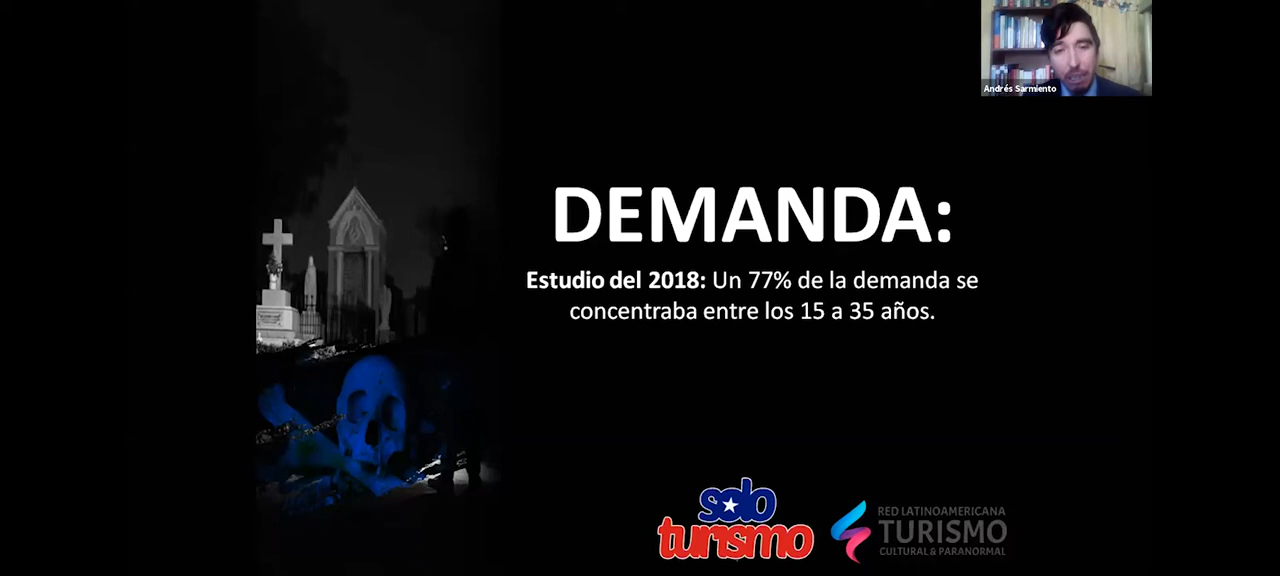 Andrés Sarmiento
DEMANDA:
Estudio del 2018: Un 77% de la demanda se
concentraba entre los 15 a 35 años.
solo
turismo
RED LATINOAMERICANA
TURISMO
CULTURAL & PARANORMAL